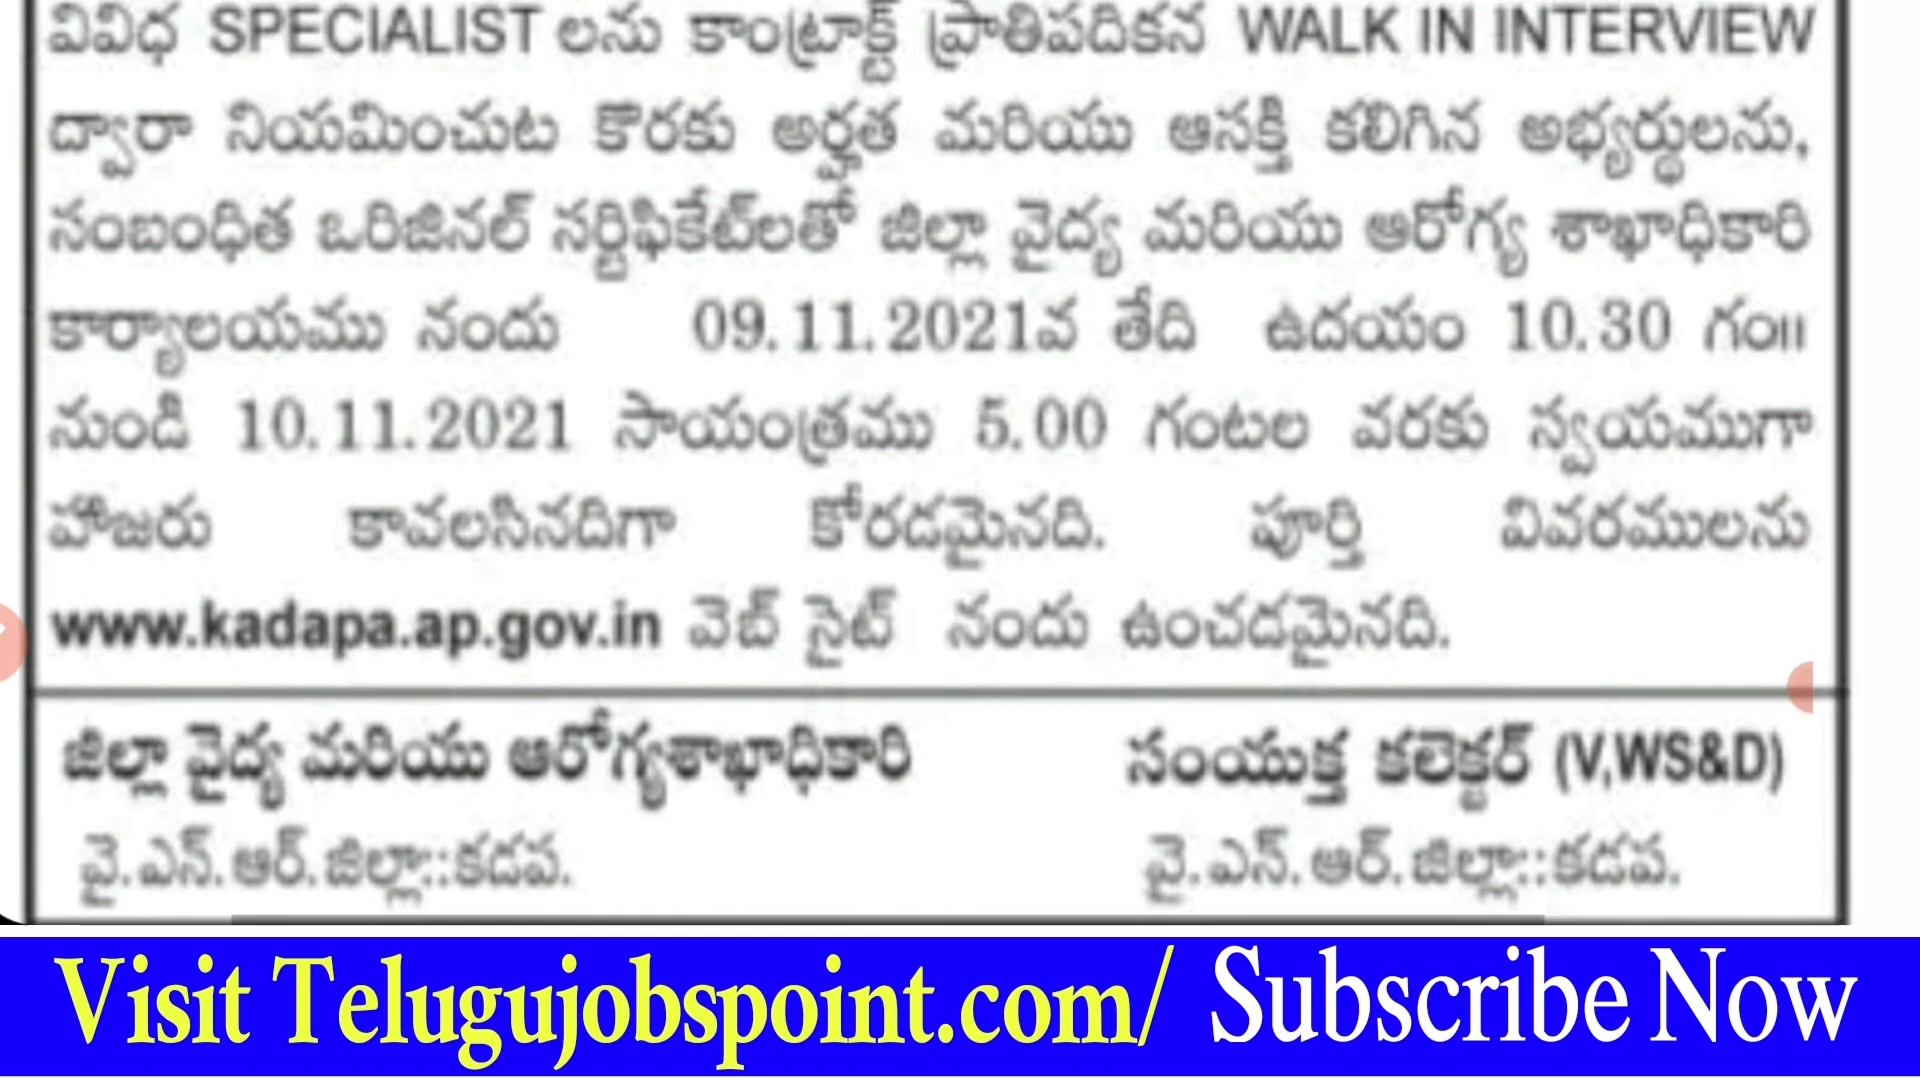 వివిధ SPECIALIST లను కాంట్రాక్ట్ ప్రాతిపదికన WALK IN INTERVIEW
ద్వారా నియమించుట కొరకు అర్హత మరియు ఆసక్తి కలిగిన అభ్యర్థులను,
సంబంధిత ఒరిజినల్ సర్టిఫికేట్‌లతో జిల్లా వైద్య మరియు ఆరోగ్య శాఖాధికారి
కార్యాలయము నందు 09.11.2021వ తేది ఉదయం 10.30 గం॥
నుండి 10.11.2021 సాయంత్రము 5.00 గంటల వరకు స్వయముగా
హాజరు కావలసినదిగా కోరడమైనది. పూర్తి వివరములను
www.kadapa.ap.gov.in వెబ్ సైట్ నందు ఉంచడమైనది.
జిల్లా వైద్య మరియు ఆరోగ్యశాఖాధికారి
వై.ఎస్.ఆర్.జిల్లా::కడప.
సంయుక్త కలెక్టర్ (V,WS&D)
వై.ఎస్.ఆర్.జిల్లా::కడప.
Visit Telugujobspoint.com/ Subscribe Now